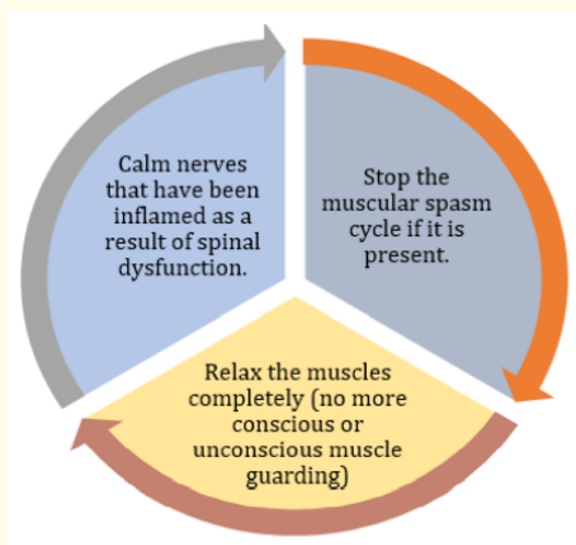 Calm nerves
that have been
inflamed as a
result of spinal
dysfunction.
Stop the
muscular spasm
cycle if it is
present.
Relax the muscles
completely (no more
conscious or
unconscious muscle
guarding)